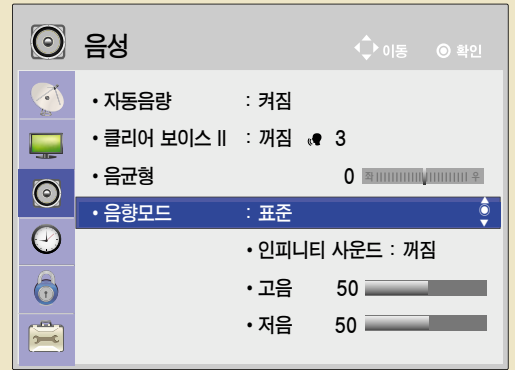 음성 이동 확인
• 자동음량 : 켜짐
• 클리어 보이스 II : 꺼짐 3
• 음균형 0 좌 우
• 음향모드 : 표준
• 인피니티 사운드 : 꺼짐
• 고음 50
• 저음 50